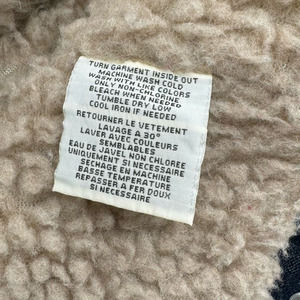 TURN GARMENT INSIDE OUT
MACHINE WASH COLD
WASH WITH LIKE COLORS
ONLY NON-CHLORINE
BLEACH WHEN NEEDED
TUMBLE DRY LOW
COOL IRON IF NEEDED
RETOURNER LE VETEMENT
LAVAGE A 30°
LAVER AVEC COULEURS
SEMBLABLES
EAU DE JAVEL NON CHLOREE
UNIQUEMENT SI NECESSAIRE
SECHAGE EN MACHINE
BASSE TEMPERATURE
REPASSER A FER DOUX
SI NECESSAIRE